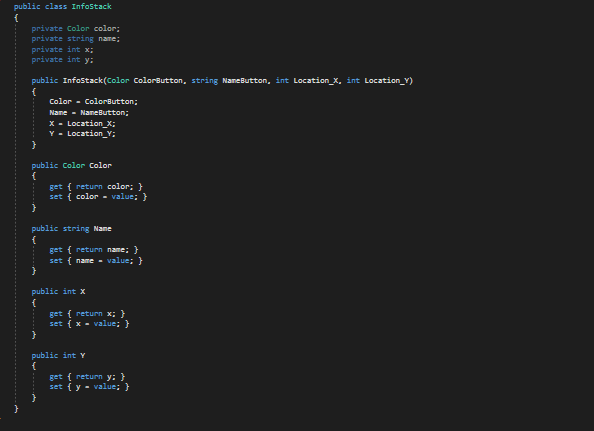 public class InfoStack
{
private Color color;
private string name;
private int x;
private int y;
public InfoStack(Color ColorButton, string NameButton, int Location_X, int Location_Y)
{
Color = ColorButton;
Name = NameButton;
X = Location_X;
Y = Location_Y;
}
public Color Color
{
get { return color; }
set { color = value; }
}
public string Name
{
get { return name; }
set { name = value; }
}
public int X
{
get { return x; }
set { x = value; }
}
public int Y
{
get { return y; }
set { y = value; }
}
}